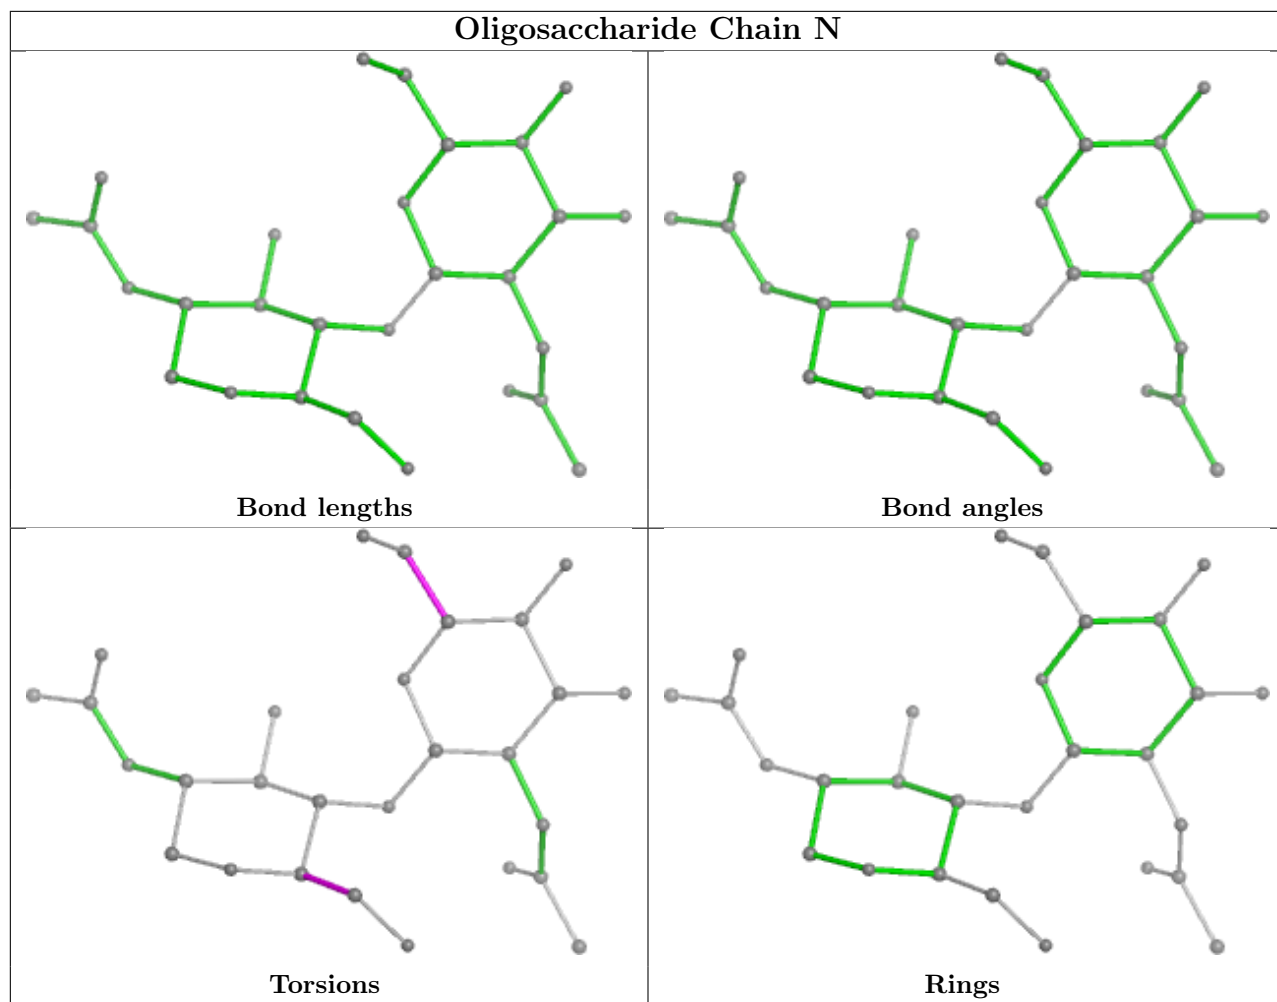 Oligosaccharide Chain N
Bond lengths
Bond angles
Torsions
Rings